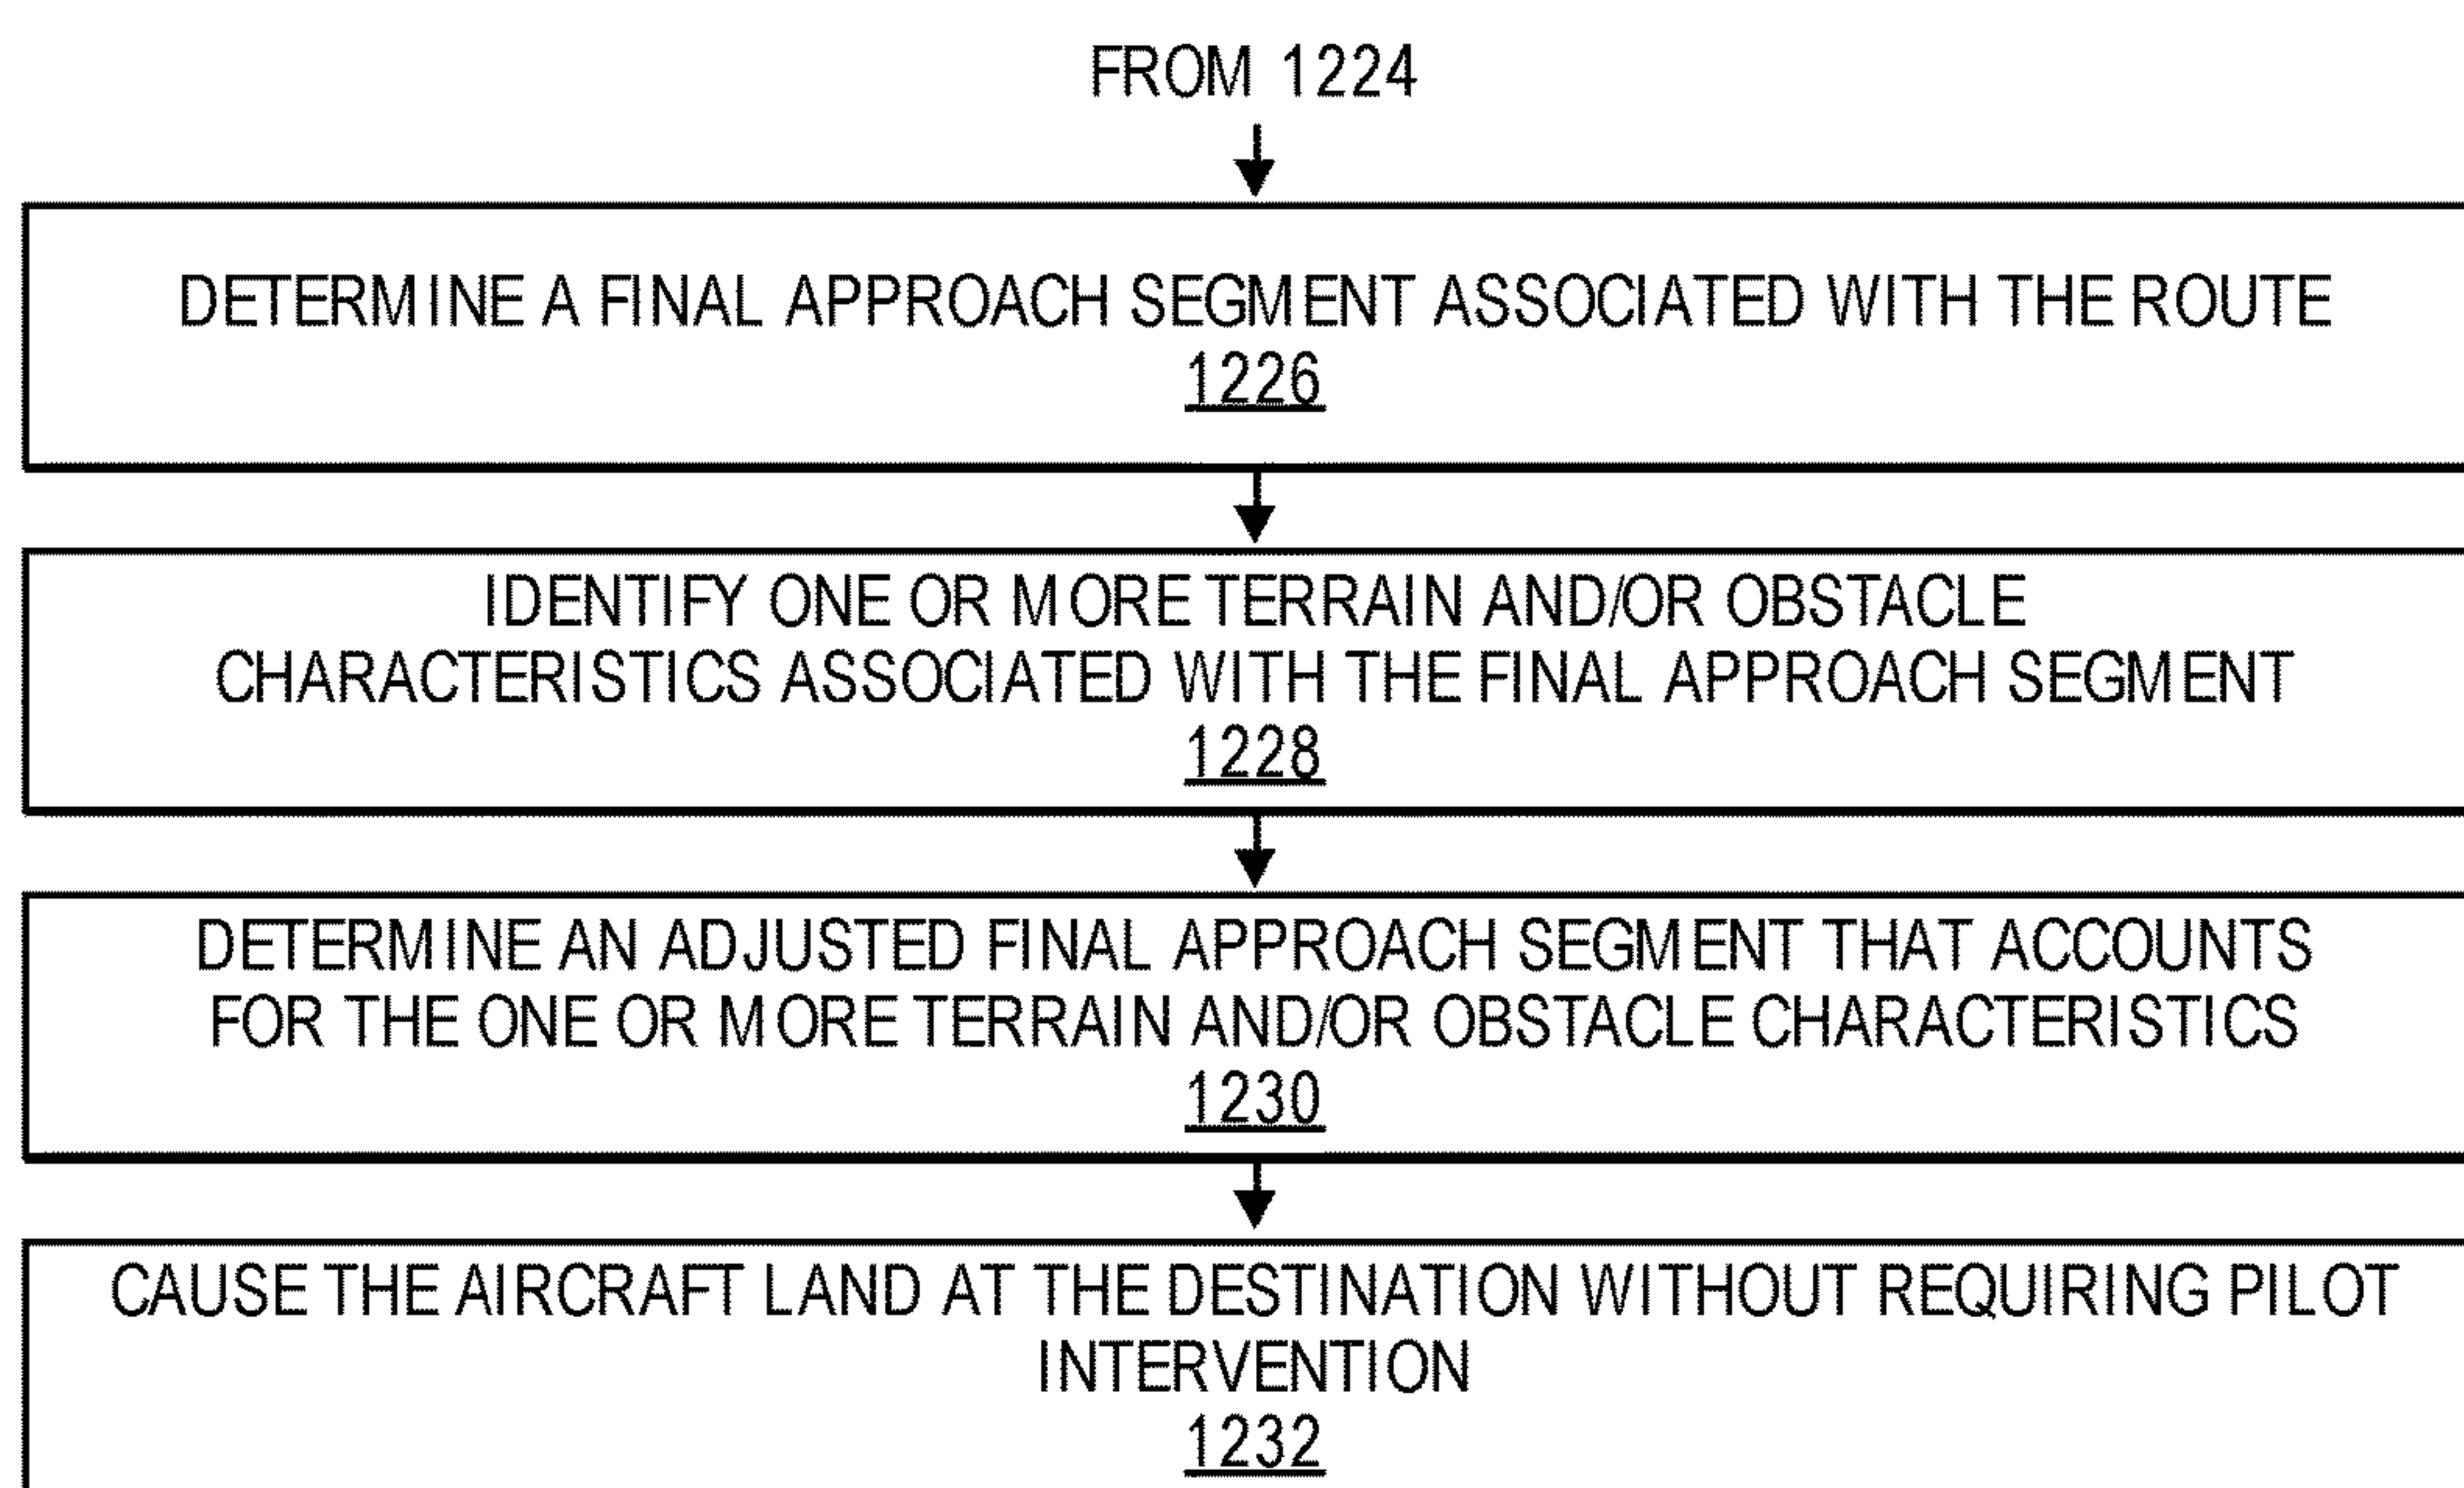 FROM 1224
DETERMINE A FINAL APPROACH SEGMENT ASSOCIATED WITH THE ROUTE
1226
IDENTIFY ONE OR MORE TERRAIN AND/OR OBSTACLE
CHARACTERISTICS ASSOCIATED WITH THE FINAL APPROACH SEGMENT
1228
DETERMINE AN ADJUSTED FINAL APPROACH SEGMENT THAT ACCOUNTS
FOR THE ONE OR MORE TERRAIN AND/OR OBSTACLE CHARACTERISTICS
1230
CAUSE THE AIRCRAFT LAND AT THE DESTINATION WITHOUT REQUIRING PILOT
INTERVENTION
1232